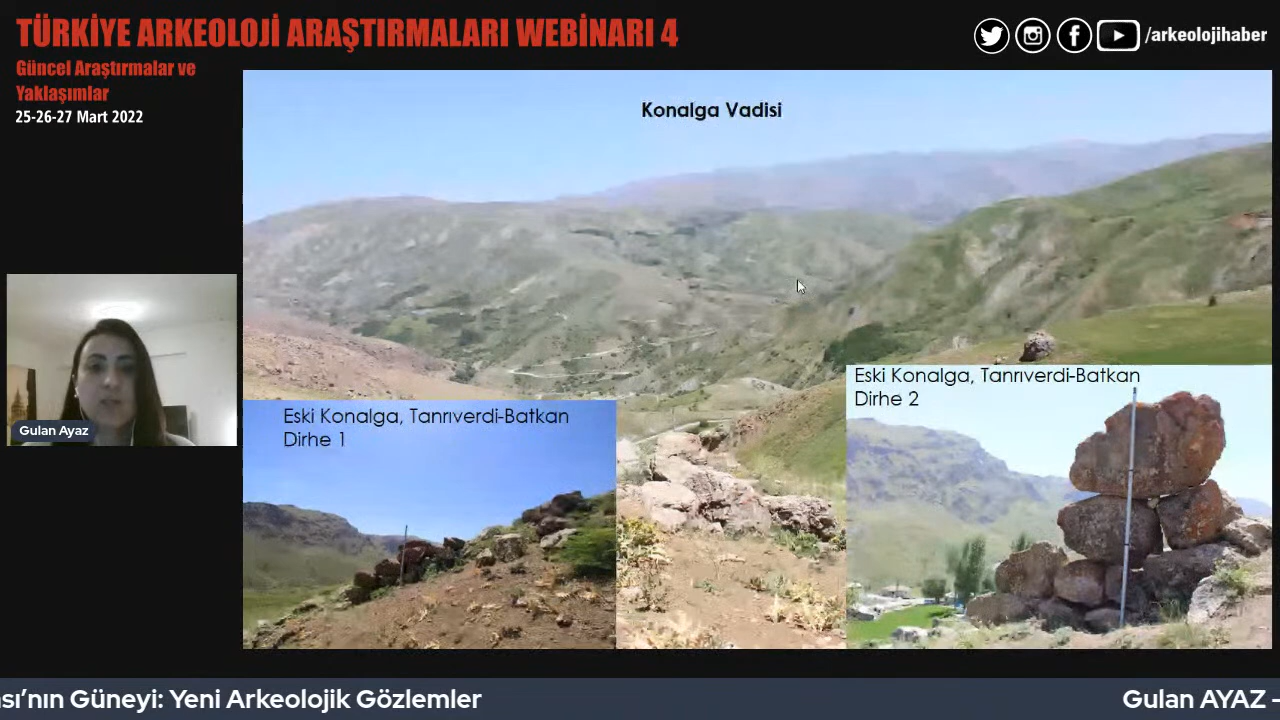 TÜRKİYE ARKEOLOJİ ARAŞTIRMALARI WEBİNARI 4
/arkeolojihaber
Güncel Araştırmalar ve
Yaklaşımlar
25-26-27 Mart 2022
Konalga Vadisi
Eski Konalga, Tanrıverdi-Batkan
Dirhe 2
Eski Konalga, Tanrıverdi-Batkan
Dirhe 1
Gulan Ayaz
sı’nın Güneyi: Yeni Arkeolojik Gözlemler
Gulan AYAZ -